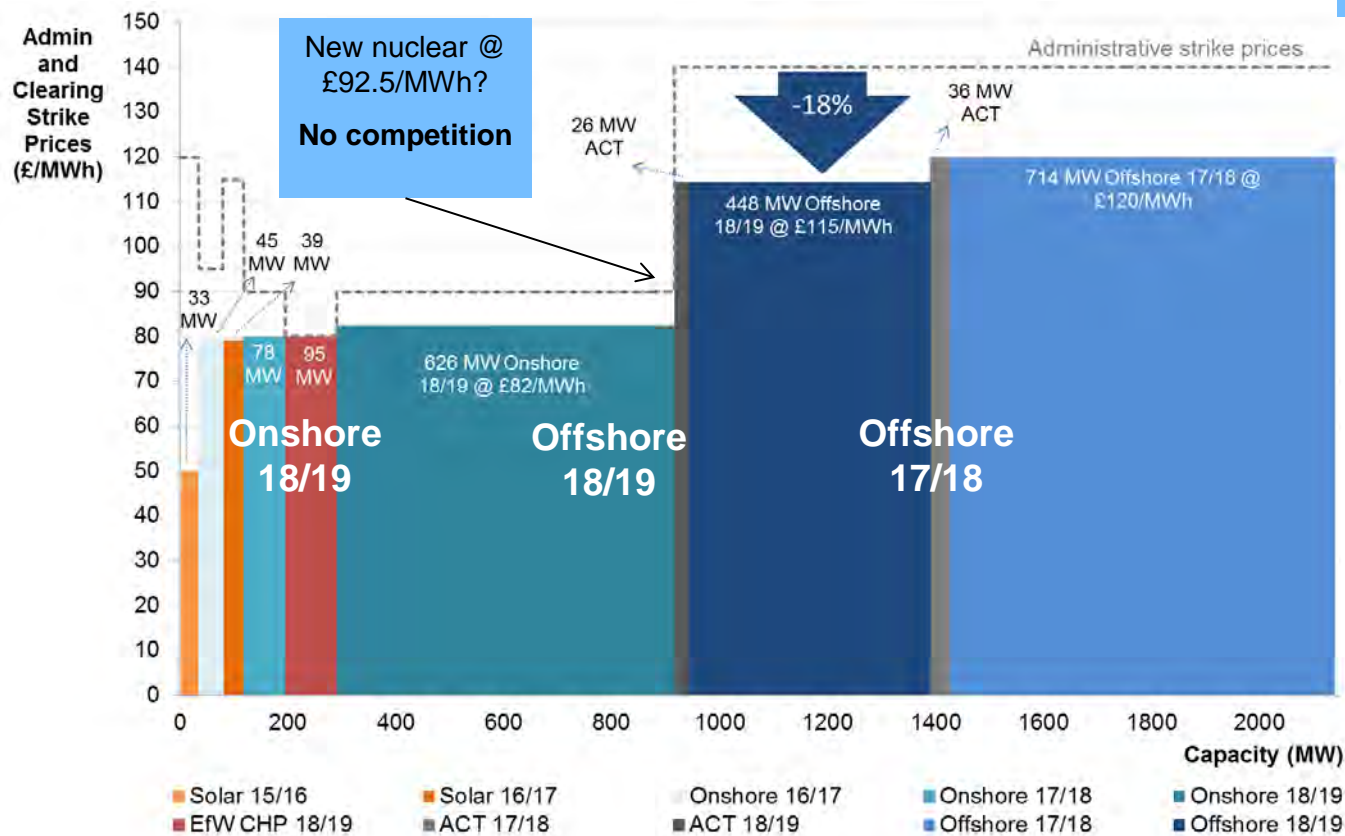 Admin
and
Clearing
Strike
Prices
(£/MWh)
150
140
130
120
110
100
90
80
70
60
50
40
30
20
10
0
New nuclear @
£92.5/MWh?
No competition
Administrative strike prices
-18%
26 MW
ACT
36 MW
ACT
33
MW
45
MW
39
MW
78
MW
95
MW
626 MW Onshore
18/19 @ £82/MWh
448 MW Offshore
18/19 @ £115/MWh
714 MW Offshore 17/18 @
£120/MWh
Onshore
18/19
Offshore
18/19
Offshore
17/18
0 200 400 600 800 1000 1200 1400 1600 1800 2000
Capacity (MW)
Solar 15/16 Solar 16/17 Onshore 16/17 Onshore 17/18 Onshore 18/19
EfW CHP 18/19 ACT 17/18 ACT 18/19 Offshore 17/18 Offshore 18/19